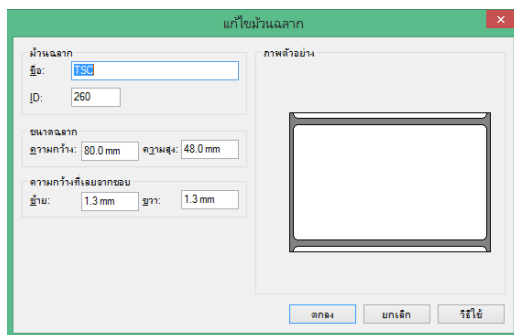 แก้ไขม้วนฉลาก
ม้วนฉลาก
ชื่อ: TSC
ID: 260
ขนาดฉลาก
ความกว้าง: 80.0 mm ความสูง: 48.0 mm
ความกว้างที่เลยจากขอบ
ซ้าย: 1.3 mm ขวา: 1.3 mm
ภาพตัวอย่าง
ตกลง ยกเลิก วิธีใช้